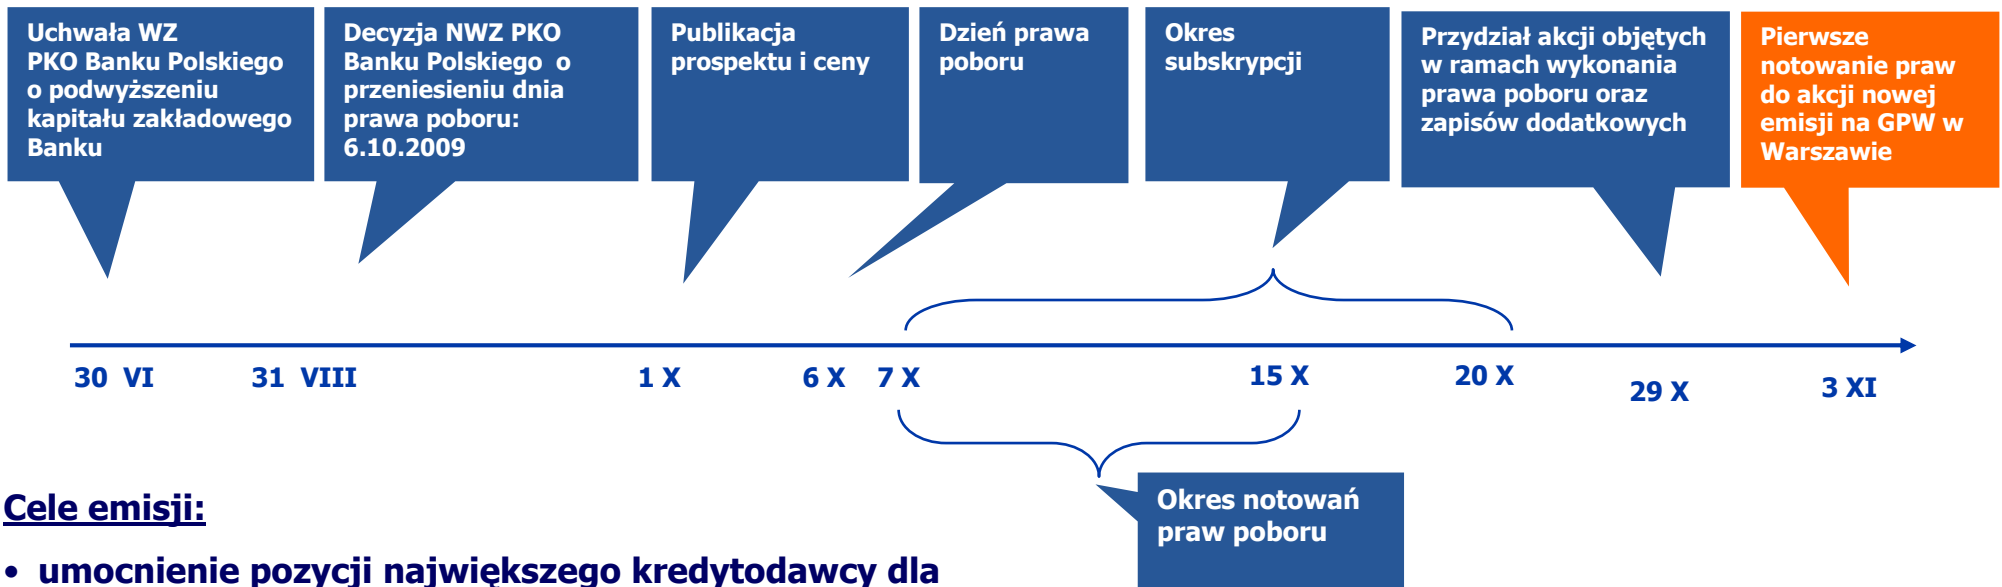 Uchwała WZ
PKO Banku Polskiego
o podwyższeniu
kapitału zakładowego
Banku
Decyzja NWZ PKO
Banku Polskiego o
przeniesieniu dnia
prawa poboru:
6.10.2009
Publikacja
prospektu i ceny
Dzień prawa
poboru
Okres
subskrypcji
Przydział akcji objętych
w ramach wykonania
prawa poboru oraz
zapisów dodatkowych
Pierwsze
notowanie praw
do akcji nowej
emisji na GPW w
Warszawie
30 VI
31 VIII
1 X
6 X
7 X
15 X
20 X
29 X
3 XI
Okres notowań
praw poboru
Cele emisji:
• umocnienie pozycji największego kredytodawcy dla